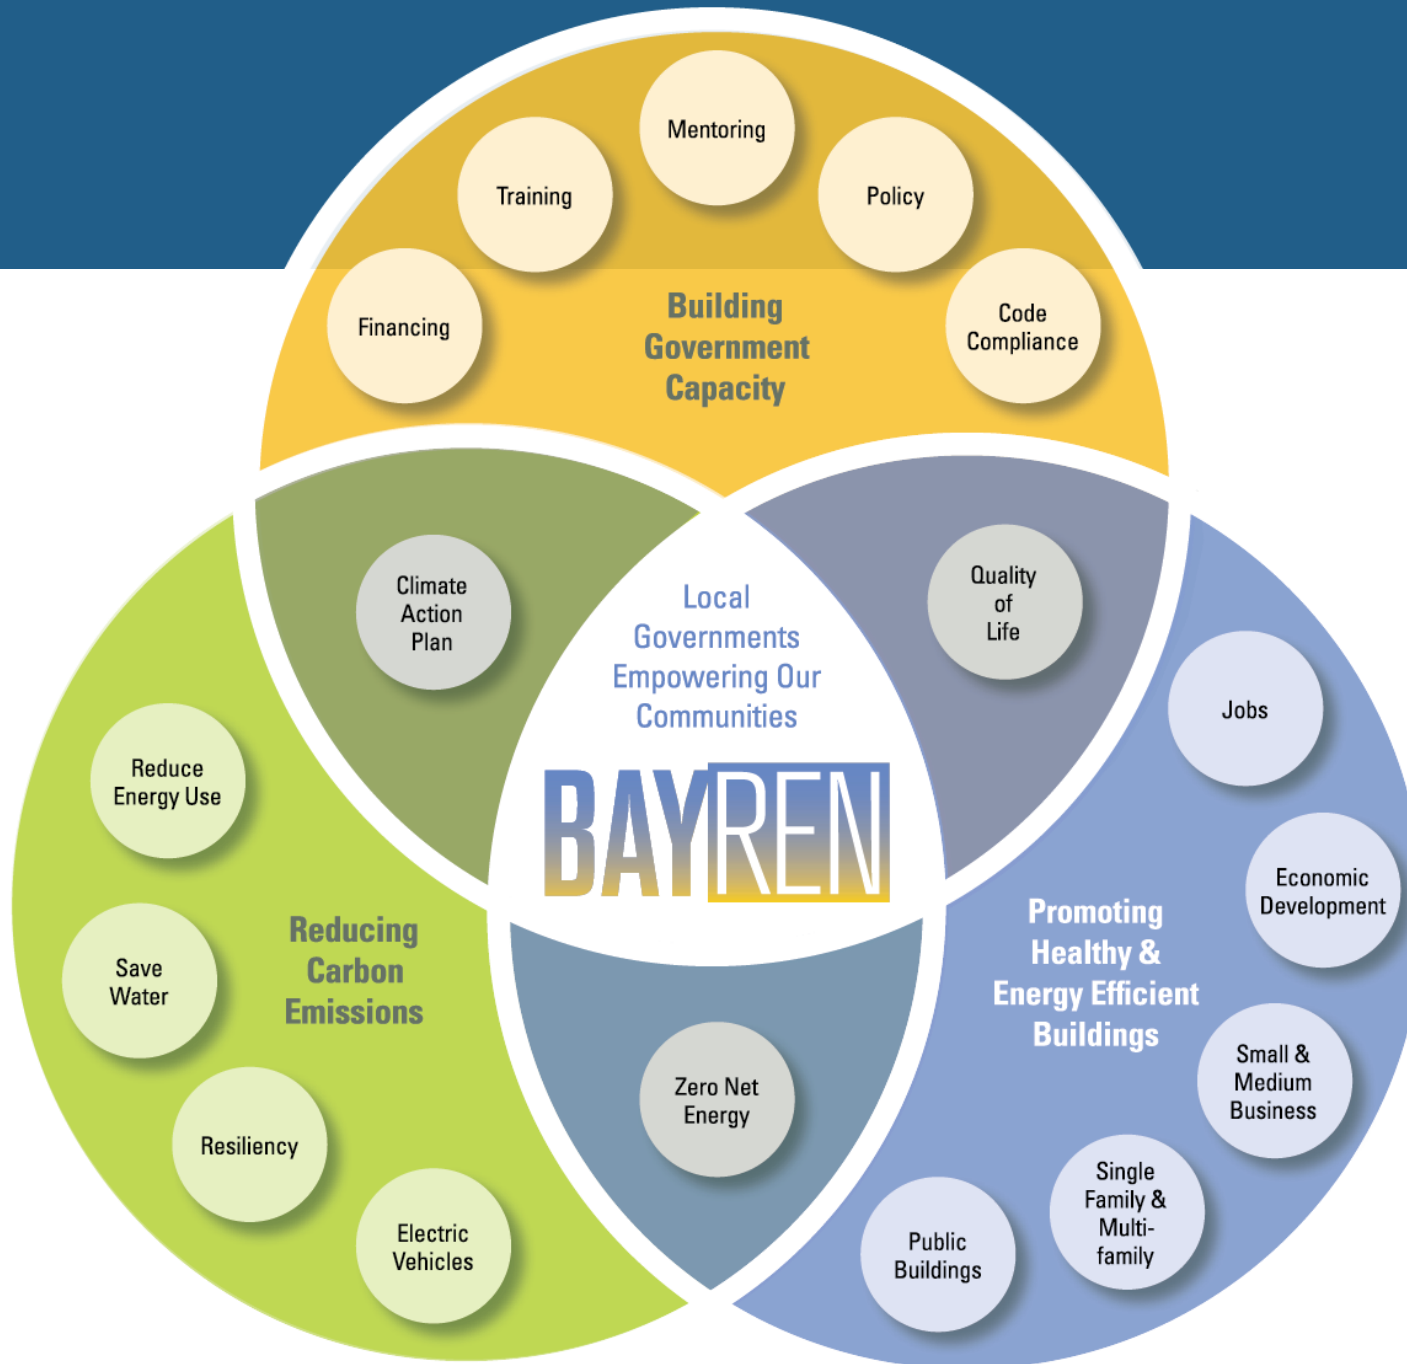 Mentoring
Training
Policy
Financing
Code
Compliance
Building
Government
Capacity
Climate
Action
Plan
Quality
of
Life
Local
Governments
Empowering Our
Communities
BAYREN
Jobs
Reduce
Energy Use
Economic
Development
Reducing
Carbon
Emissions
Promoting
Healthy &
Energy Efficient
Buildings
Save
Water
Small &
Medium
Business
Zero Net
Energy
Resiliency
Single
Family &
Multi-
family
Electric
Vehicles
Public
Buildings